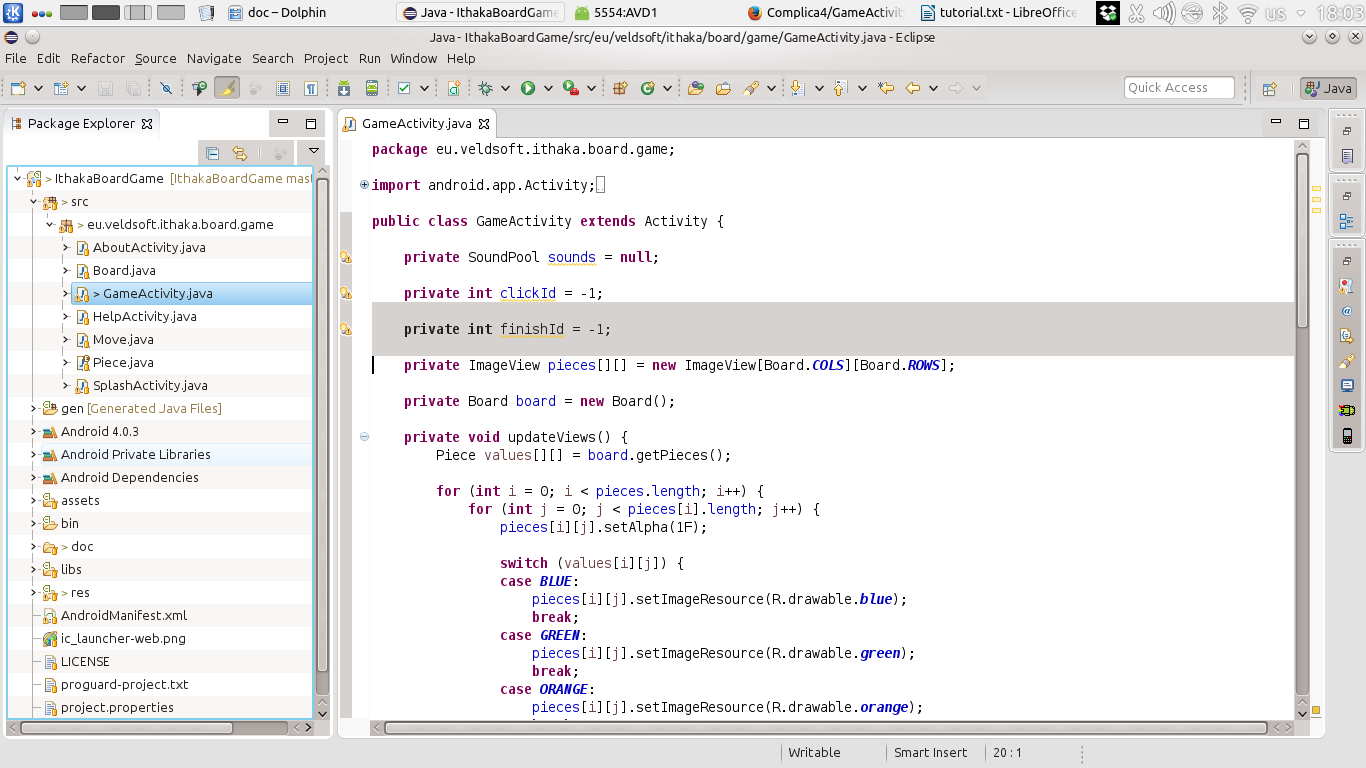 doc – Dolphin
Java - IthakaBoardGame
5554:AVD1
Complica4/GameActivity
tutorial.txt - LibreOffice
us
18:03
Java - IthakaBoardGame/src/eu/veldsoft/ithaka/board/game/GameActivity.java - Eclipse
File Edit Refactor Source Navigate Search Project Run Window Help
Quick Access
Java
Package Explorer
> IthakaBoardGame [IthakaBoardGame mast
> src
> eu.veldsoft.ithaka.board.game
AboutActivity.java
Board.java
> GameActivity.java
HelpActivity.java
Move.java
Piece.java
SplashActivity.java
gen [Generated Java Files]
Android 4.0.3
Android Private Libraries
Android Dependencies
assets
bin
> doc
libs
> res
AndroidManifest.xml
ic_launcher-web.png
LICENSE
proguard-project.txt
project.properties
GameActivity.java
package eu.veldsoft.ithaka.board.game;
import android.app.Activity;
public class GameActivity extends Activity {
private SoundPool sounds = null;
private int clickId = -1;
private int finishId = -1;
private ImageView pieces[][] = new ImageView[Board.COLS][Board.ROWS];
private Board board = new Board();
private void updateViews() {
Piece values[][] = board.getPieces();
for (int i = 0; i < pieces.length; i++) {
for (int j = 0; j < pieces[i].length; j++) {
pieces[i][j].setAlpha(1F);
switch (values[i][j]) {
case BLUE:
pieces[i][j].setImageResource(R.drawable.blue);
break;
case GREEN:
pieces[i][j].setImageResource(R.drawable.green);
break;
case ORANGE:
pieces[i][j].setImageResource(R.drawable.orange);
Writable
Smart Insert
20 : 1